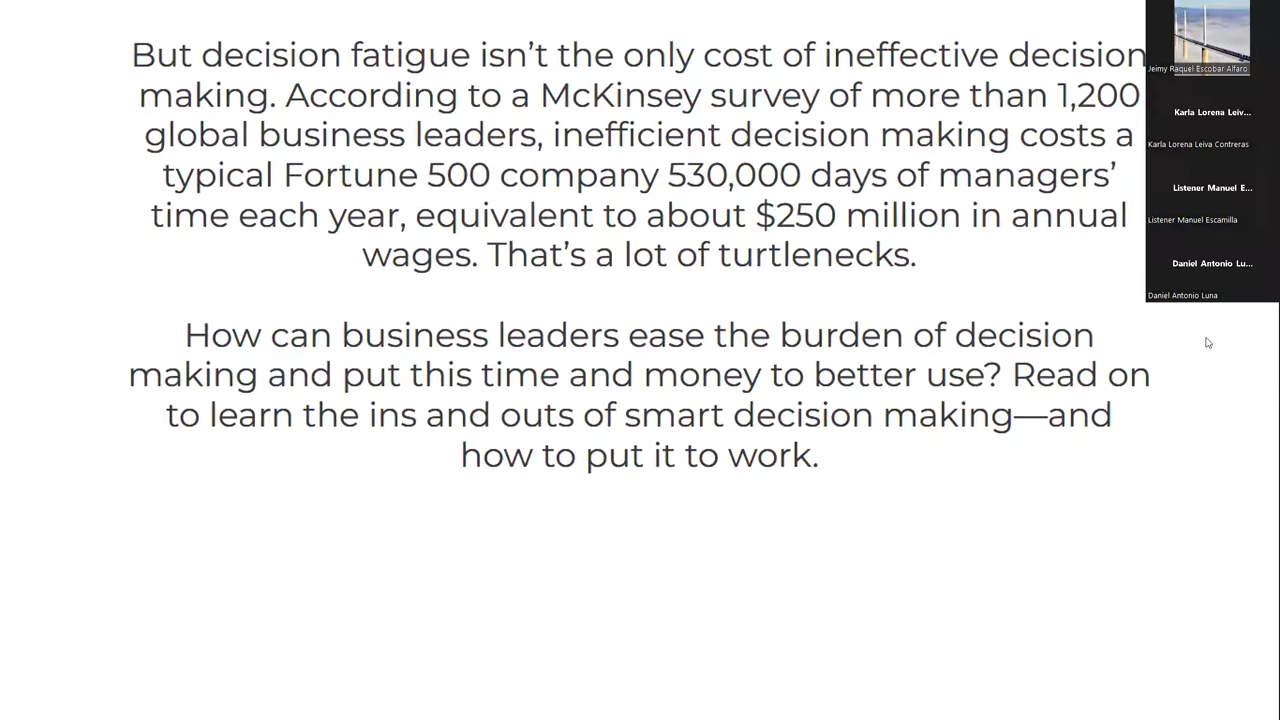 But decision fatigue isn’t the only cost of ineffective decision
making. According to a McKinsey survey of more than 1,200
global business leaders, inefficient decision making costs a
typical Fortune 500 company 530,000 days of managers’
time each year, equivalent to about $250 million in annual
wages. That’s a lot of turtlenecks.
How can business leaders ease the burden of decision
making and put this time and money to better use? Read on
to learn the ins and outs of smart decision making—and
how to put it to work.
Jeimy Raquel Escobar Alfaro
Karla Lorena Leiv...
Karla Lorena Leiva Contreras
Listener Manuel E...
Listener Manuel Escamilla
Daniel Antonio Lu...
Daniel Antonio Luna